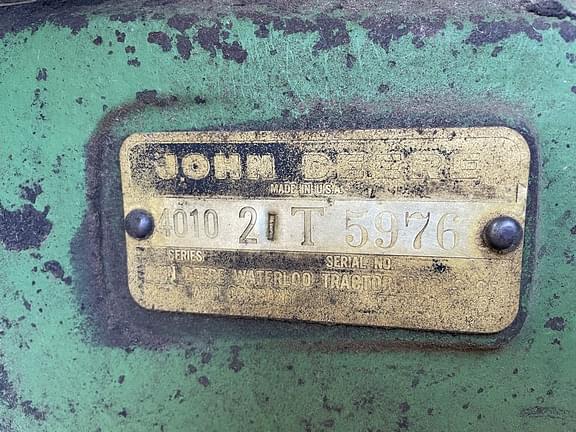 JOHN DEERE
MADE IN U.S.A.
4010 2 T 5976
SERIES SERIAL NO
DEERE WATERLOO TRACTOR